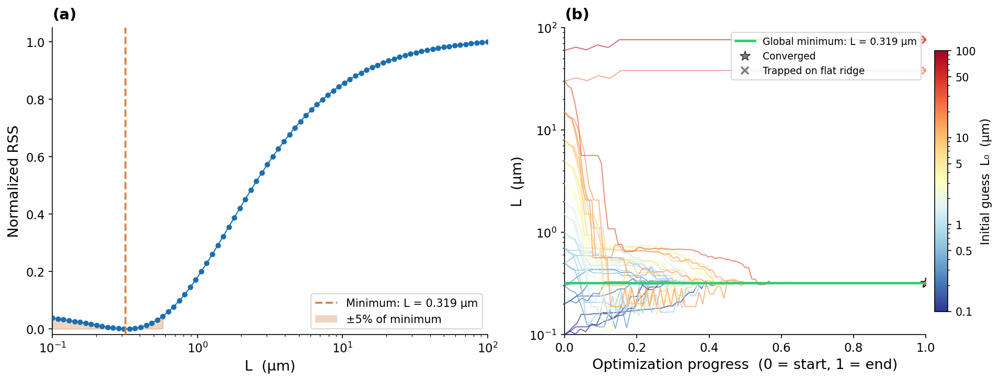 (a)
Normalized RSS
1.0
0.8
0.6
0.4
0.2
0.0
Minimum: L = 0.319 μm
±5% of minimum
10⁻¹
10⁰
10¹
10²
L (μm)
(b)
L (μm)
10²
10¹
10⁰
10⁻¹
Global minimum: L = 0.319 μm
Converged
Trapped on flat ridge
0.0
0.2
0.4
0.6
0.8
1.0
Optimization progress (0 = start, 1 = end)
100
50
10
5
1
0.5
0.1
Initial guess L₀ (μm)